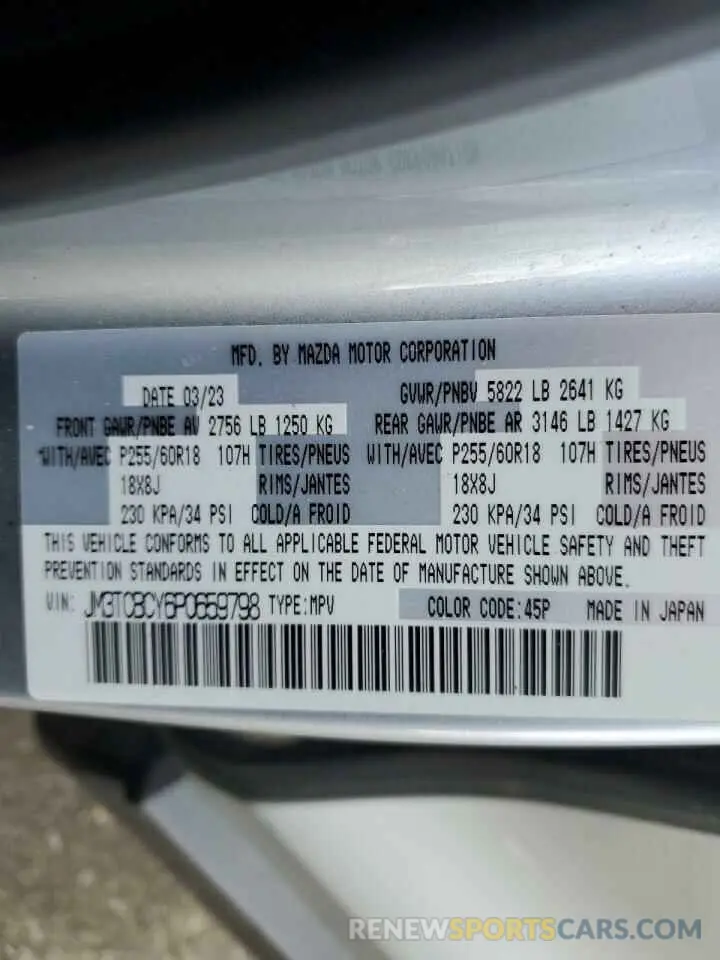 MFD. BY MAZDA MOTOR CORPORATION
DATE 03/23 GVWR/PNBV 5822 LB 2641 KG
FRONT GAWR/PNBE AV 2756 LB 1250 KG REAR GAWR/PNBE AR 3146 LB 1427 KG
WITH/AVEC P255/60R18 107H TIRES/PNEUS WITH/AVEC P255/60R18 107H TIRES/PNEUS
18X8J RIMS/JANTES 18X8J RIMS/JANTES
230 KPA/34 PSI COLD/A FROID 230 KPA/34 PSI COLD/A FROID
THIS VEHICLE CONFORMS TO ALL APPLICABLE FEDERAL MOTOR VEHICLE SAFETY AND THEFT
PREVENTION STANDARDS IN EFFECT ON THE DATE OF MANUFACTURE SHOWN ABOVE.
VIN: JM3TCBCY6P0659798 TYPE:MPV COLOR CODE:45P MADE IN JAPAN
RENEWSPORTSCARS.COM